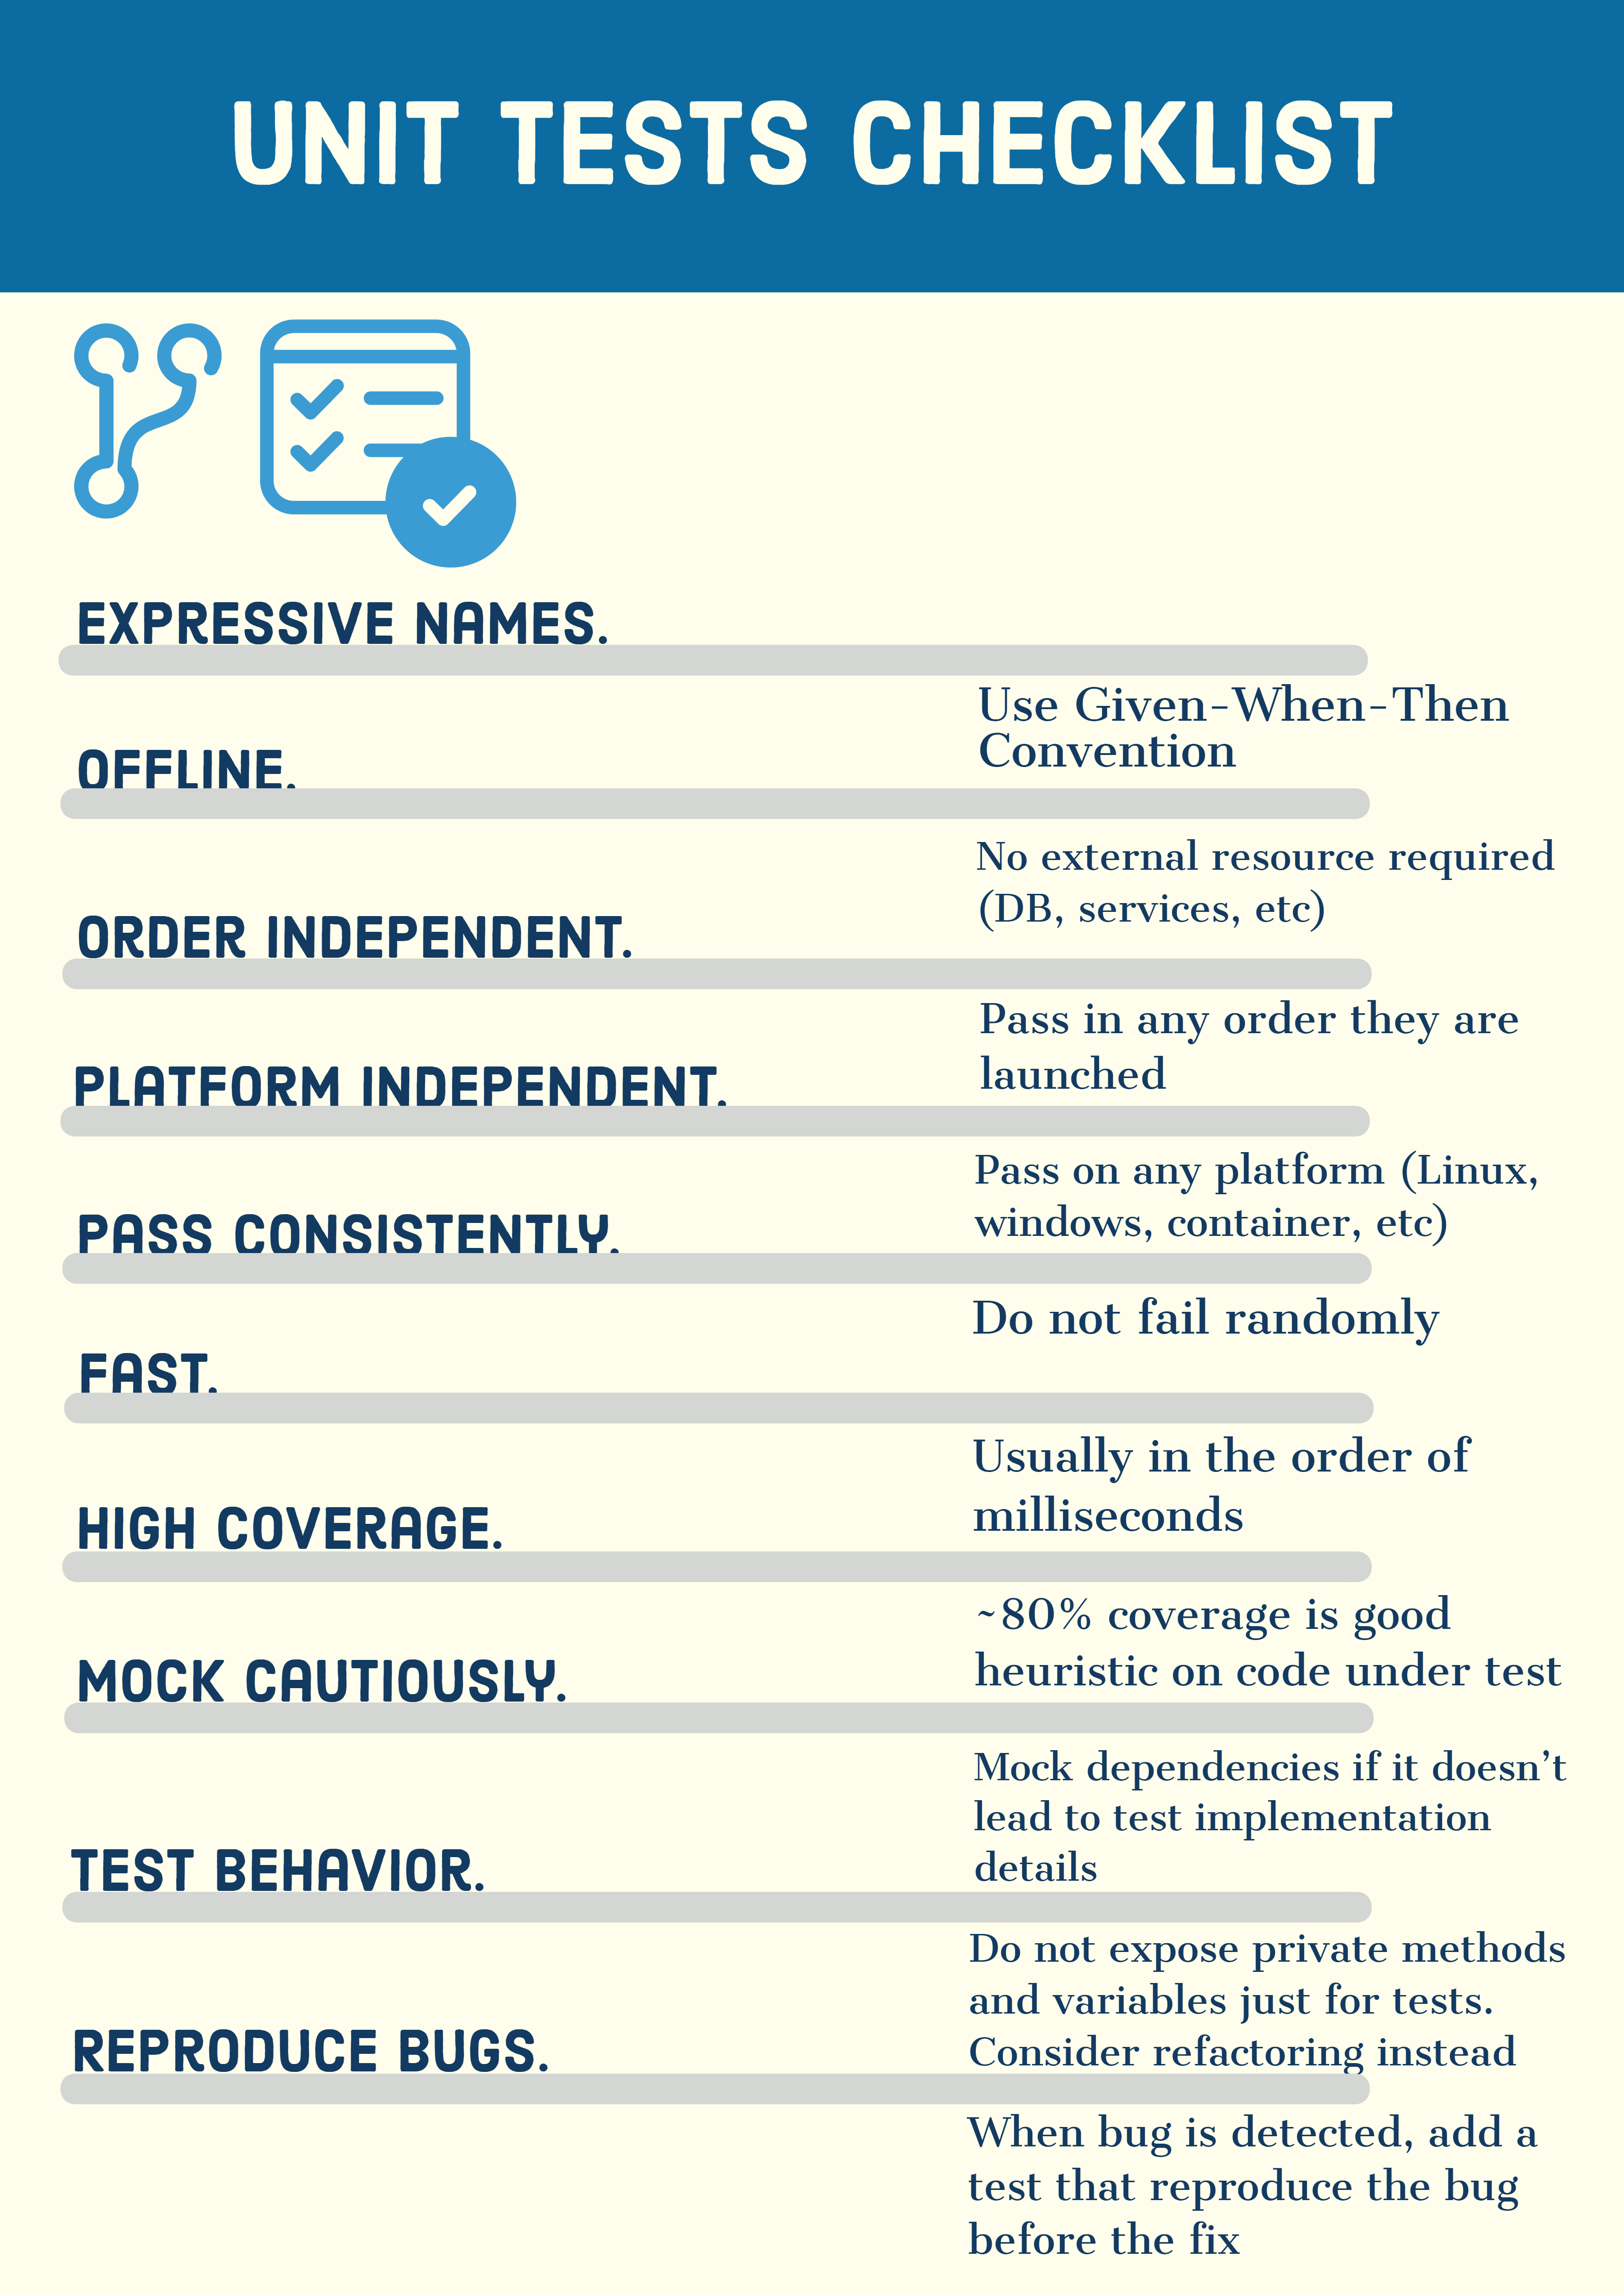 UNIT TESTS CHECKLIST
EXPRESSIVE NAMES.
Use Given-When-Then
Convention
OFFLINE.
No external resource required
(DB, services, etc)
ORDER INDEPENDENT.
Pass in any order they are
launched
PLATFORM INDEPENDENT.
Pass on any platform (Linux,
windows, container, etc)
PASS CONSISTENTLY.
Do not fail randomly
FAST.
Usually in the order of
milliseconds
HIGH COVERAGE.
~80% coverage is good
heuristic on code under test
MOCK CAUTIOUSLY.
Mock dependencies if it doesn't
lead to test implementation
details
TEST BEHAVIOR.
Do not expose private methods
and variables just for tests.
Consider refactoring instead
REPRODUCE BUGS.
When bug is detected, add a
test that reproduce the bug
before the fix